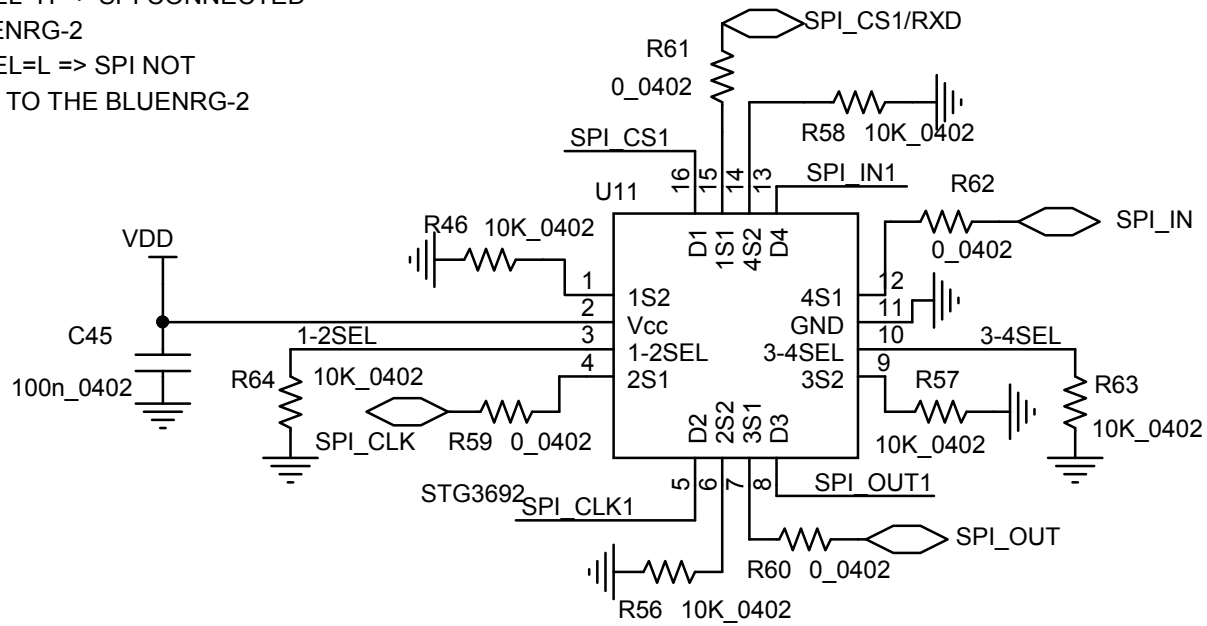 ENRG-2
EL=L => SPI NOT
TO THE BLUENRG-2
SPI_CS1/RXD
R61
0_0402
R58 10K_0402
SPI_CS1
16
15
14
13
SPI_IN1
U11
R62
0_0402
SPI_IN
R46 10K_0402
VDD
D1
1S1
4S2
D4
1
1S2
4S1
12
2
Vcc
GND
11
C45
100n_0402
1-2SEL
3
1-2SEL
3-4SEL
10
3-4SEL
4
2S1
3S2
9
R64
10K_0402
R57
10K_0402
R63
10K_0402
SPI_CLK
R59 0_0402
D2
2S2
3S1
D3
STG3692
SPI_CLK1
5
6
7
8
SPI_OUT1
SPI_OUT
R60 0_0402
R56 10K_0402